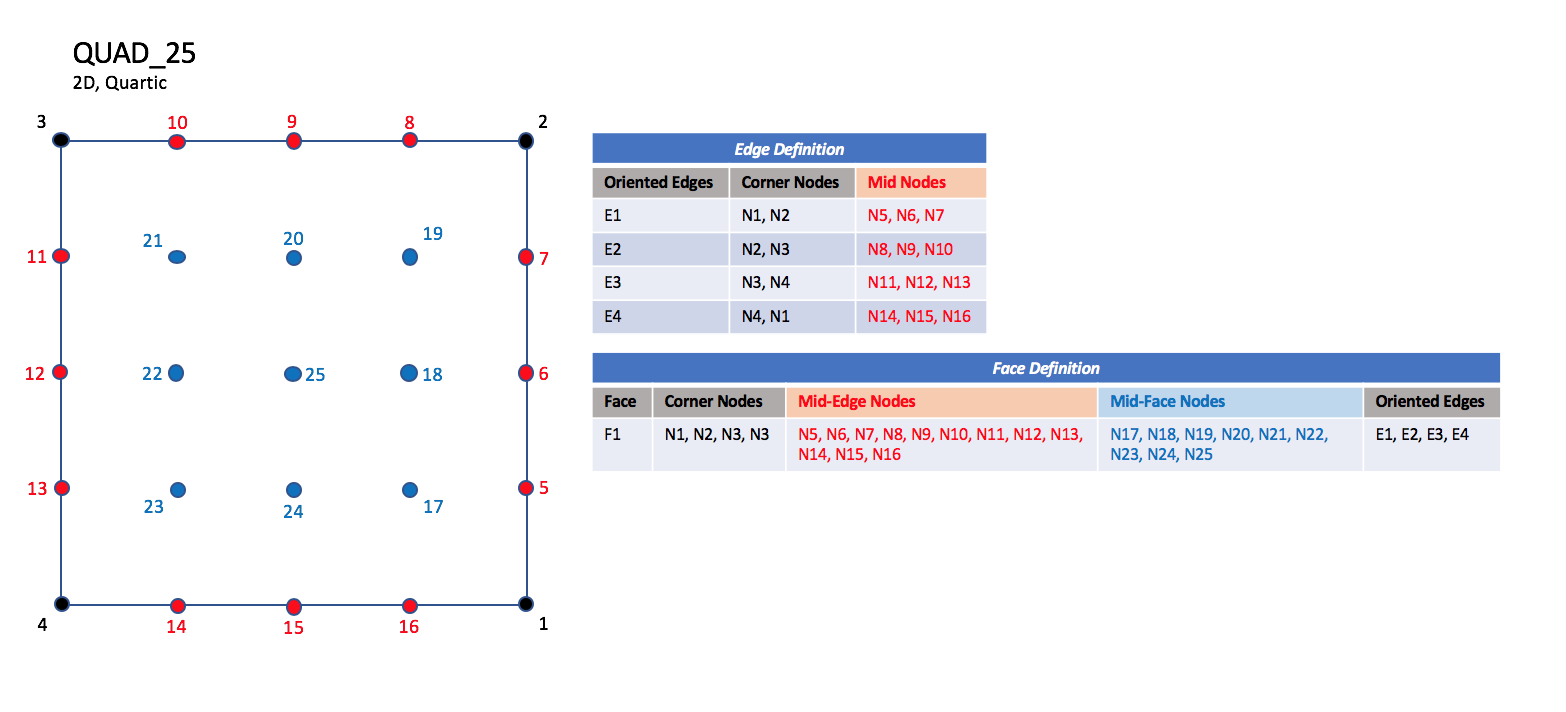 QUAD_25
2D, Quartic
3
10
9
8
2
11
21
20
19
7
12
22
25
18
6
13
23
24
17
5
4
14
15
16
1
Edge Definition
Oriented Edges Corner Nodes Mid Nodes
E1 N1, N2 N5, N6, N7
E2 N2, N3 N8, N9, N10
E3 N3, N4 N11, N12, N13
E4 N4, N1 N14, N15, N16
Face Definition
Face Corner Nodes Mid-Edge Nodes Mid-Face Nodes Oriented Edges
F1 N1, N2, N3, N3 N5, N6, N7, N8, N9, N10, N11, N12, N13, N17, N18, N19, N20, N21, N22, E1, E2, E3, E4
N14, N15, N16 N23, N24, N25